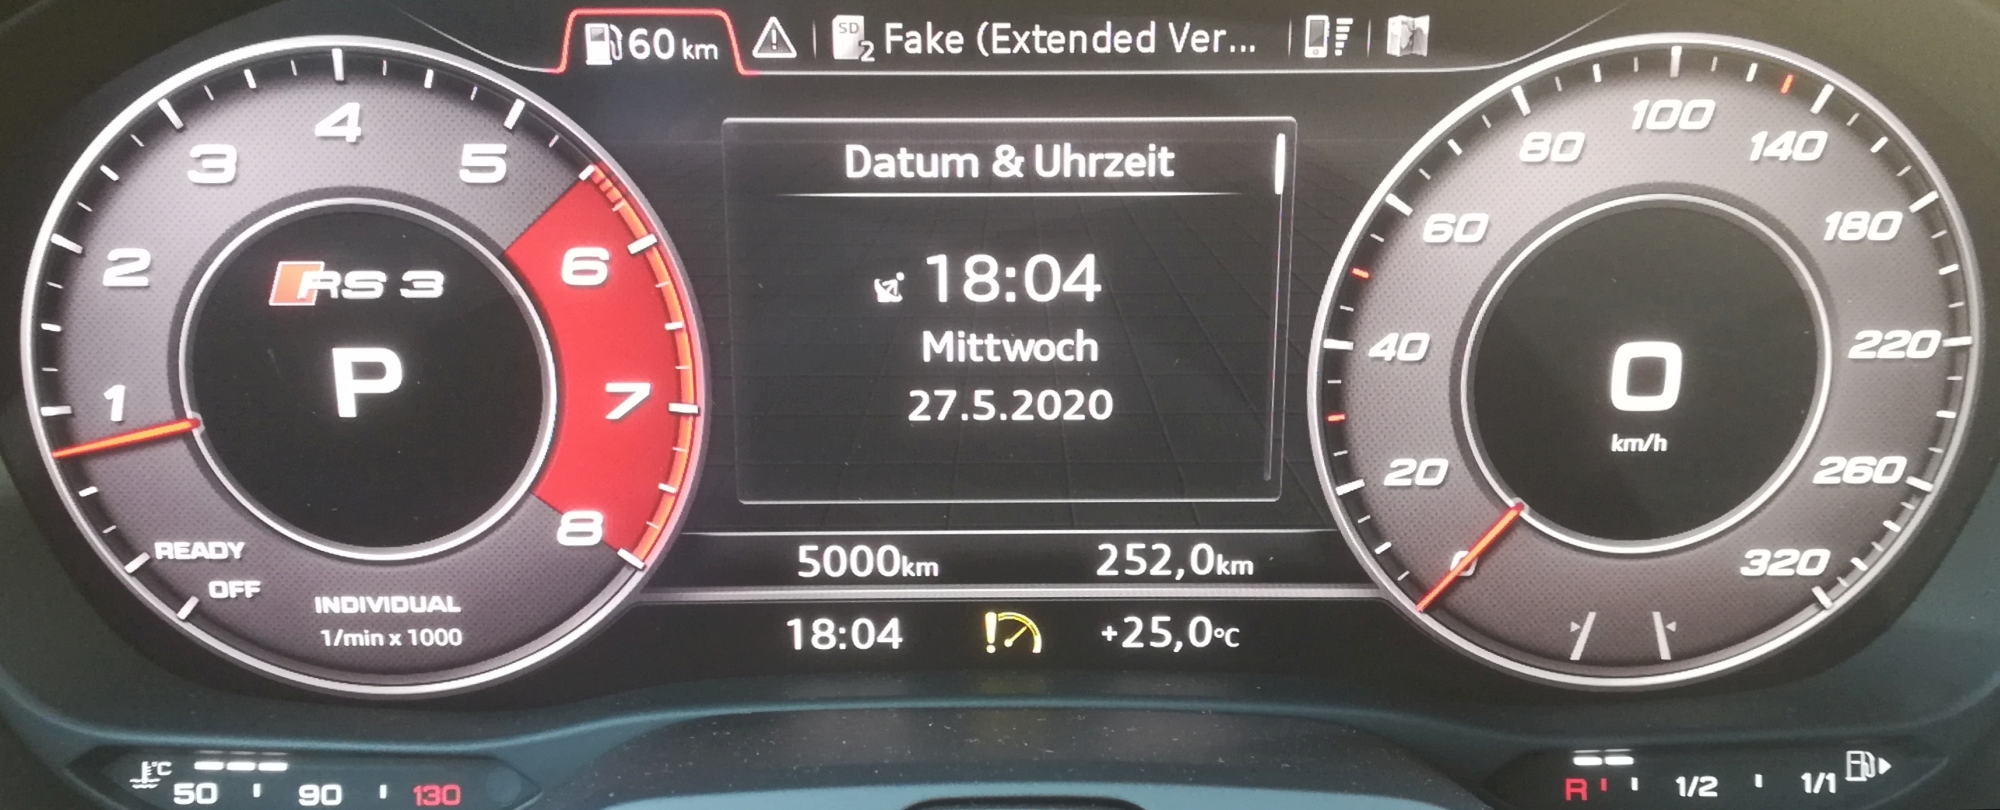 60 km
SD 2 Fake (Extended Ver...
1
2
3
4
5
6
7
8
RS 3
P
READY
OFF
INDIVIDUAL
1/min x 1000
Datum & Uhrzeit
18:04
Mittwoch
27.5.2020
5000km 252,0km
18:04 +25,0°C
0
20
40
60
80
100
140
180
220
260
320
0
km/h
°C
50 90 130
R 1/2 1/1